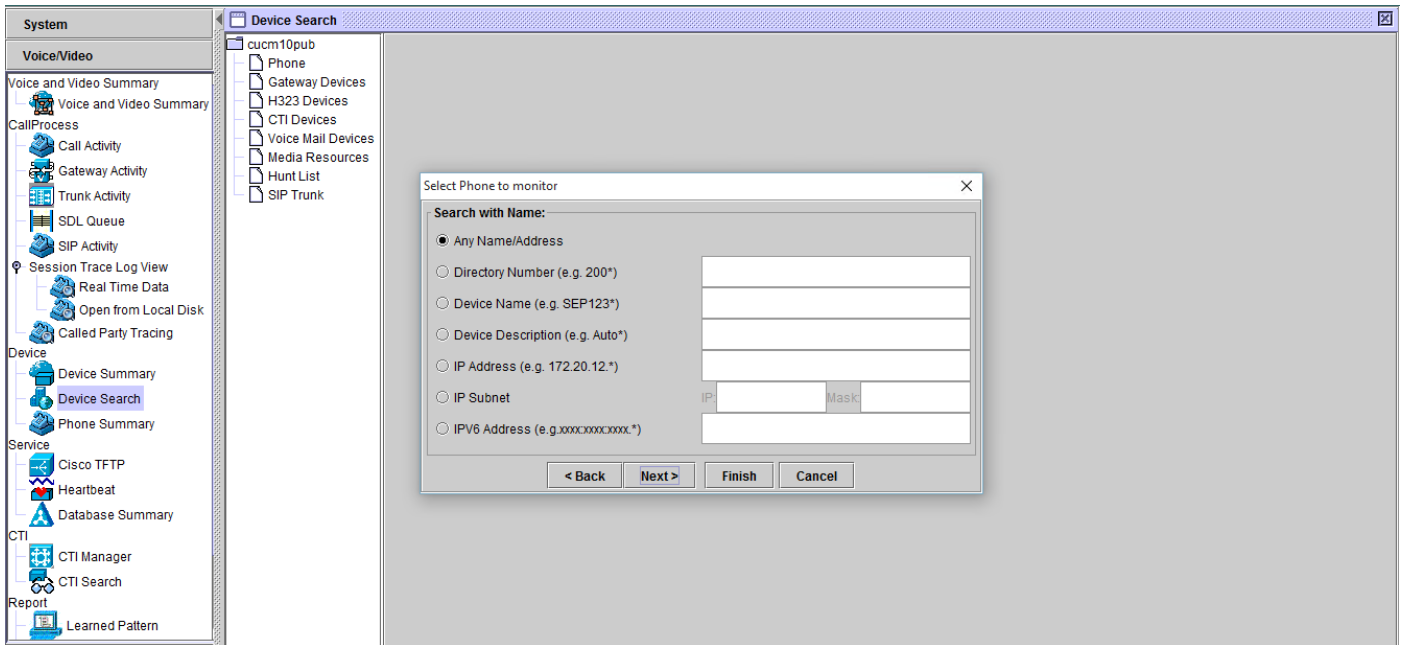 System
Voice/Video
Voice and Video Summary
Voice and Video Summary
CallProcess
Call Activity
Gateway Activity
Trunk Activity
SDL Queue
SIP Activity
Session Trace Log View
Real Time Data
Open from Local Disk
Called Party Tracing
Device
Device Summary
Device Search
Phone Summary
Service
Cisco TFTP
Heartbeat
Database Summary
CTI
CTI Manager
CTI Search
Report
Learned Pattern
Device Search
cucm10pub
Phone
Gateway Devices
H323 Devices
CTI Devices
Voice Mail Devices
Media Resources
Hunt List
SIP Trunk
Select Phone to monitor
Search with Name:
Any Name/Address
Directory Number (e.g. 200*)
Device Name (e.g. SEP123*)
Device Description (e.g. Auto*)
IP Address (e.g. 172.20.12.*)
IP Subnet IP: Mask:
IPV6 Address (e.g.xxxx:xxxx:xxxx.*)
< Back Next > Finish Cancel